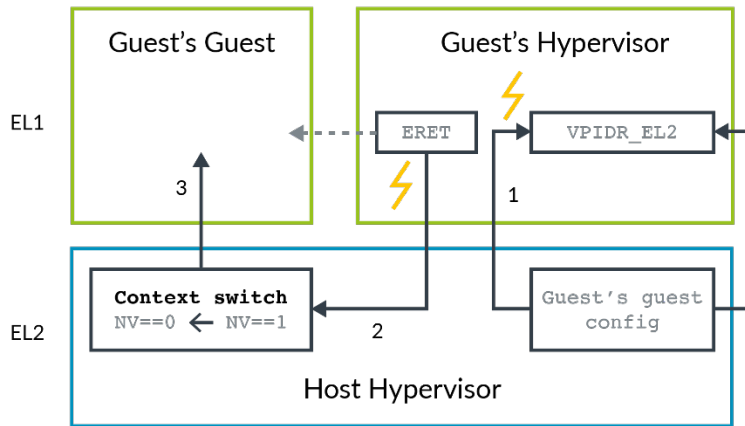 Guest’s Guest
Guest’s Hypervisor
EL1
ERET
VPIDR_EL2
3
1
Context switch
NV==0 ← NV==1
2
Guest's guest
config
EL2
Host Hypervisor